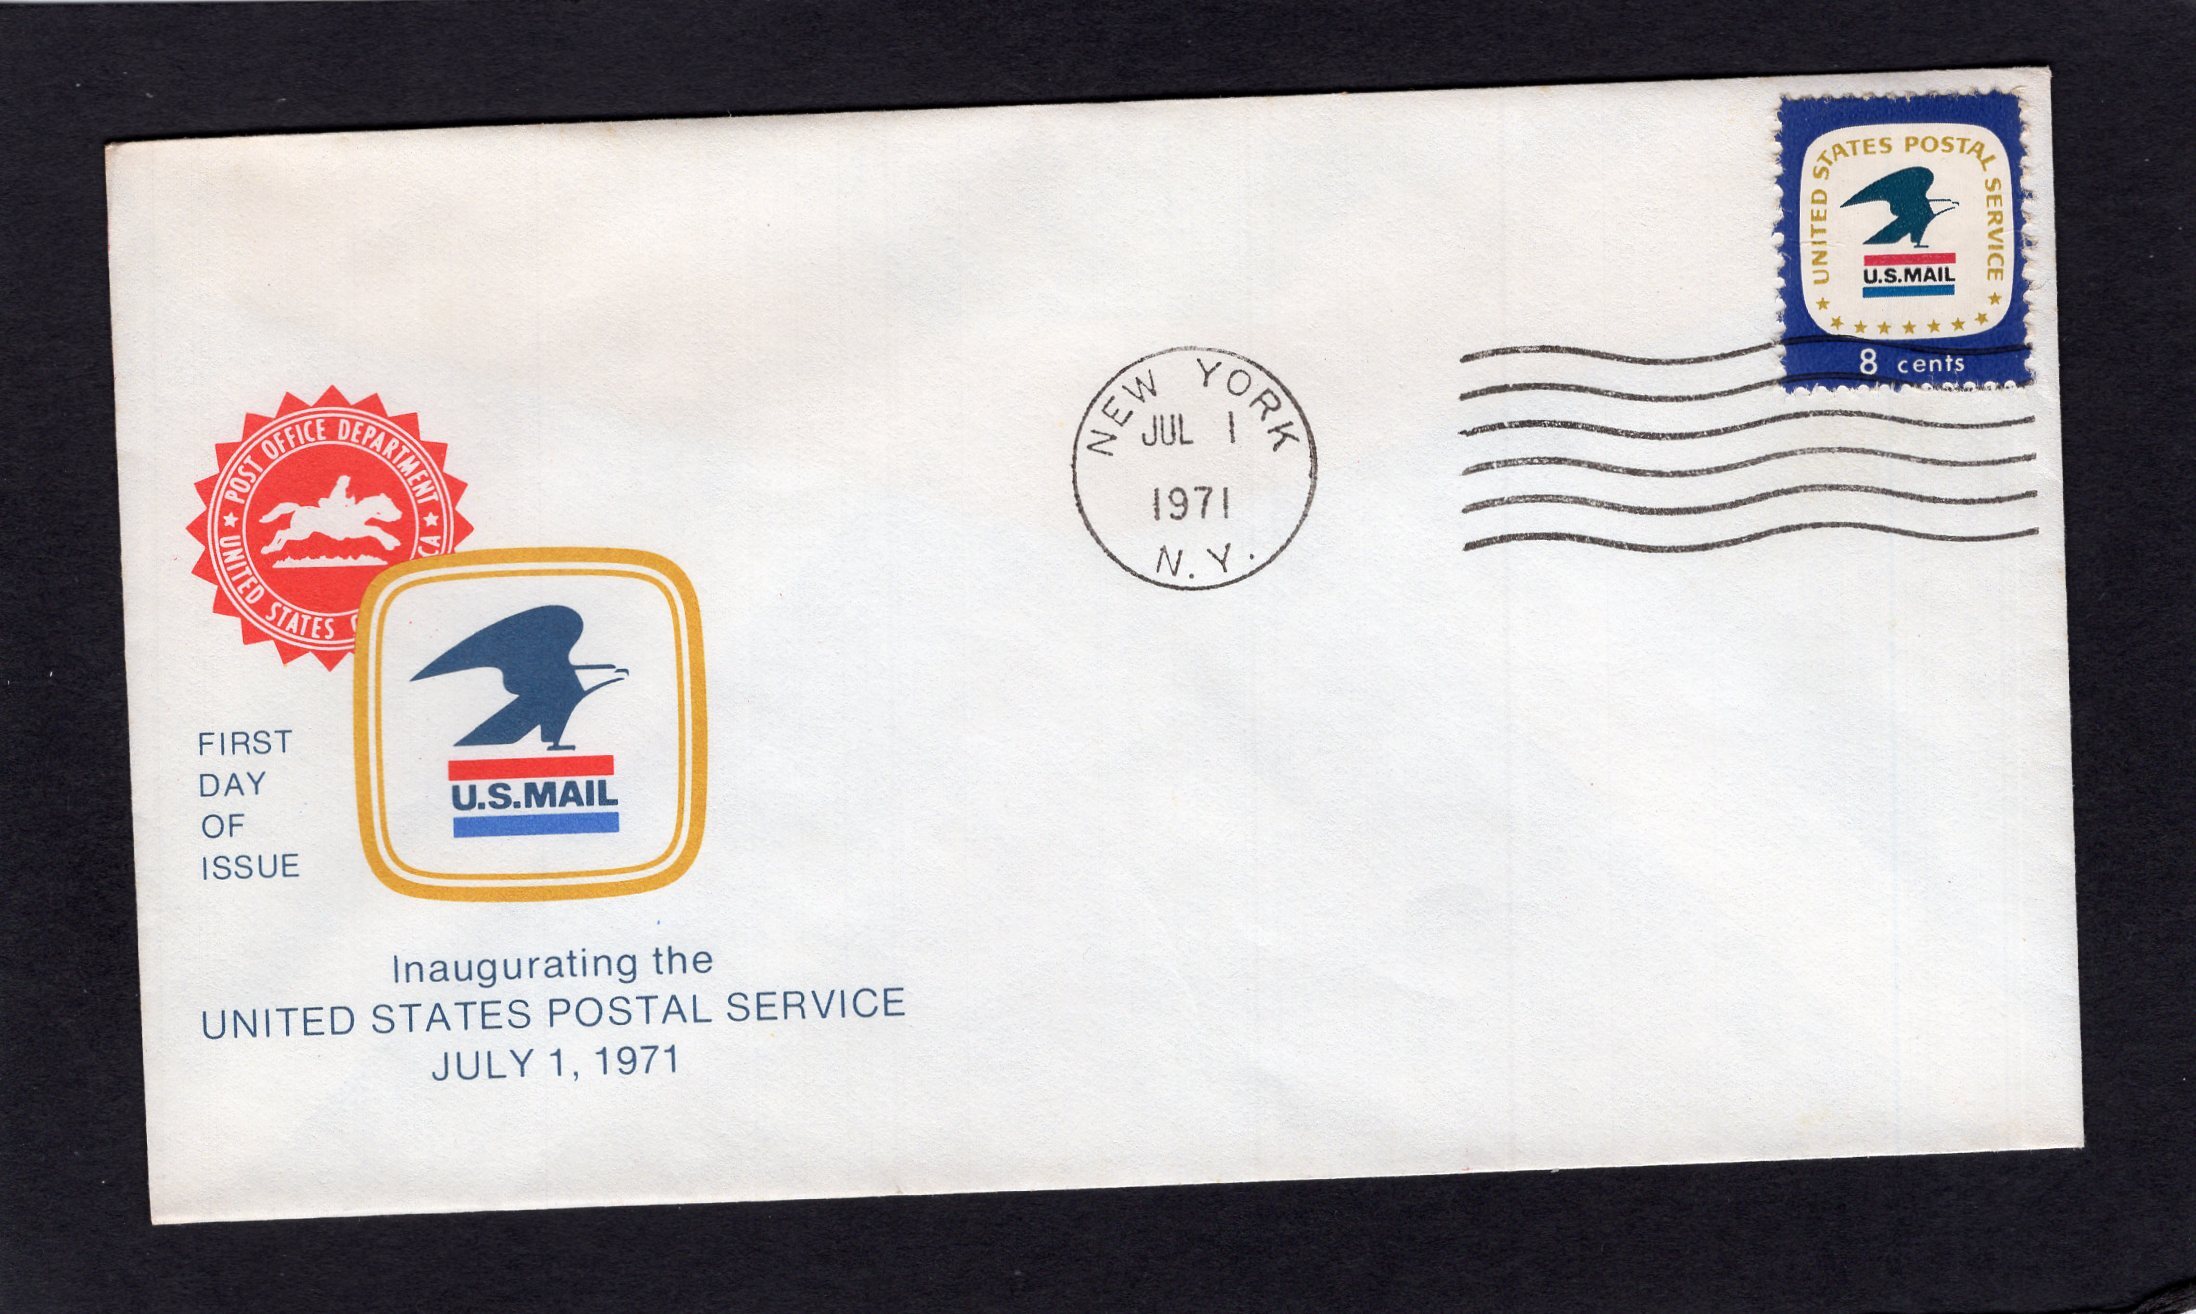 UNITED STATES POSTAL SERVICE
U.S.MAIL
8 cents
NEW YORK
JUL 1
1971
N.Y.
POST OFFICE DEPARTMENT
UNITED STATES
U.S.MAIL
FIRST
DAY
OF
ISSUE
Inaugurating the
UNITED STATES POSTAL SERVICE
JULY 1, 1971